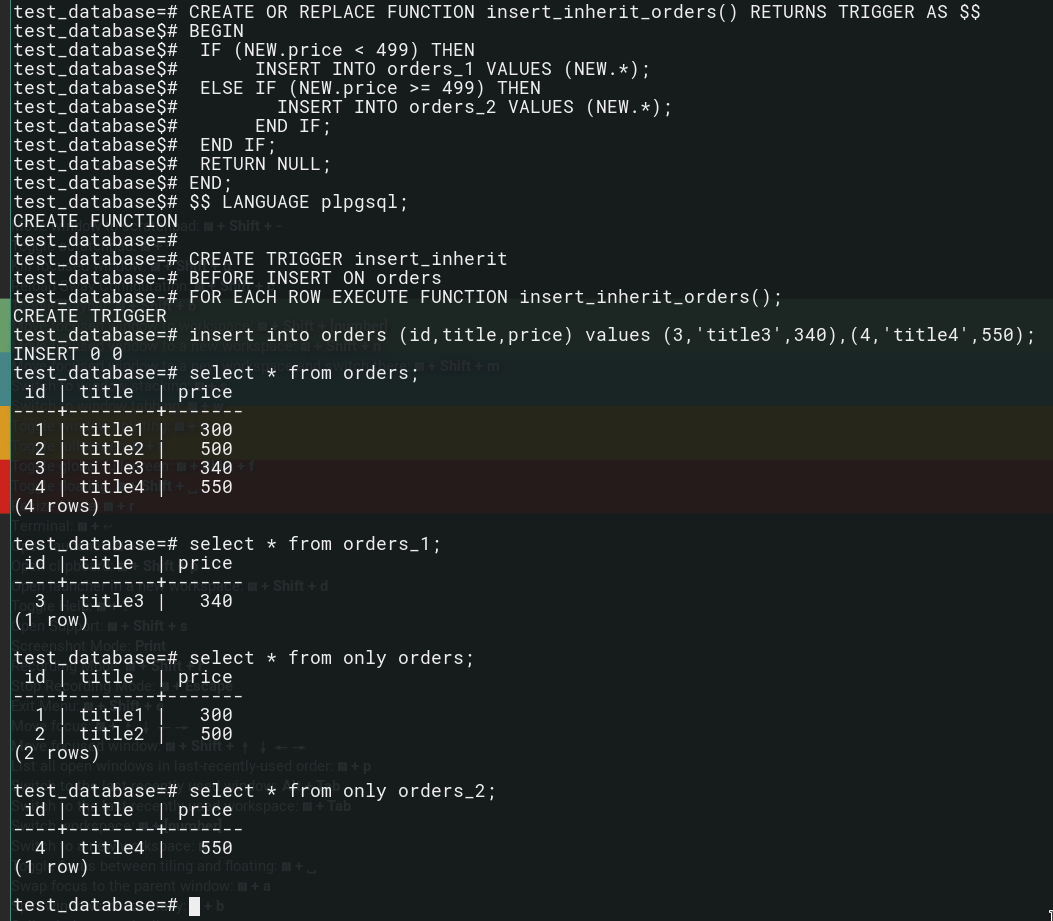 test_database=# CREATE OR REPLACE FUNCTION insert_inherit_orders() RETURNS TRIGGER AS $$
test_database$# BEGIN
test_database$#  IF (NEW.price < 499) THEN
test_database$#       INSERT INTO orders_1 VALUES (NEW.*);
test_database$#  ELSE IF (NEW.price >= 499) THEN
test_database$#         INSERT INTO orders_2 VALUES (NEW.*);
test_database$#       END IF;
test_database$#  END IF;
test_database$#  RETURN NULL;
test_database$# END;
test_database$# $$ LANGUAGE plpgsql;
CREATE FUNCTION
test_database=#
test_database=# CREATE TRIGGER insert_inherit
test_database-# BEFORE INSERT ON orders
test_database-# FOR EACH ROW EXECUTE FUNCTION insert_inherit_orders();
CREATE TRIGGER
test_database=# insert into orders (id,title,price) values (3,'title3',340),(4,'title4',550);
INSERT 0 0
test_database=# select * from orders;
 id | title  | price
----+--------+-------
  1 | title1 |   300
  2 | title2 |   500
  3 | title3 |   340
  4 | title4 |   550
(4 rows)
test_database=# select * from orders_1;
 id | title  | price
----+--------+-------
  3 | title3 |   340
(1 row)
test_database=# select * from only orders;
 id | title  | price
----+--------+-------
  1 | title1 |   300
  2 | title2 |   500
(2 rows)
test_database=# select * from only orders_2;
 id | title  | price
----+--------+-------
  4 | title4 |   550
(1 row)
test_database=#